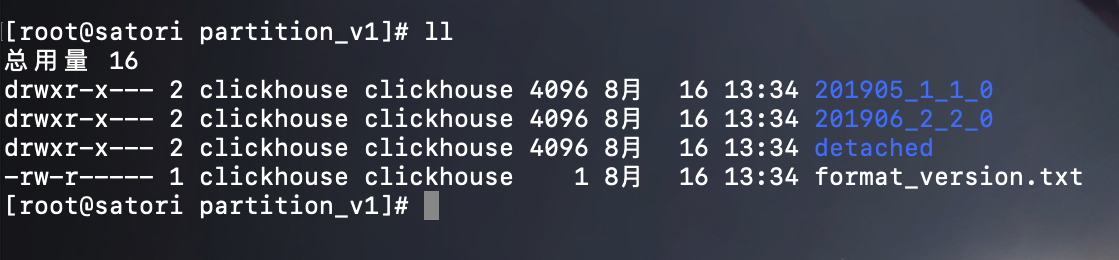 [root@satori partition_v1]# ll
总用量 16
drwxr-x--- 2 clickhouse clickhouse 4096 8月  16 13:34 201905_1_1_0
drwxr-x--- 2 clickhouse clickhouse 4096 8月  16 13:34 201906_2_2_0
drwxr-x--- 2 clickhouse clickhouse 4096 8月  16 13:34 detached
-rw-r----- 1 clickhouse clickhouse    1 8月  16 13:34 format_version.txt
[root@satori partition_v1]#